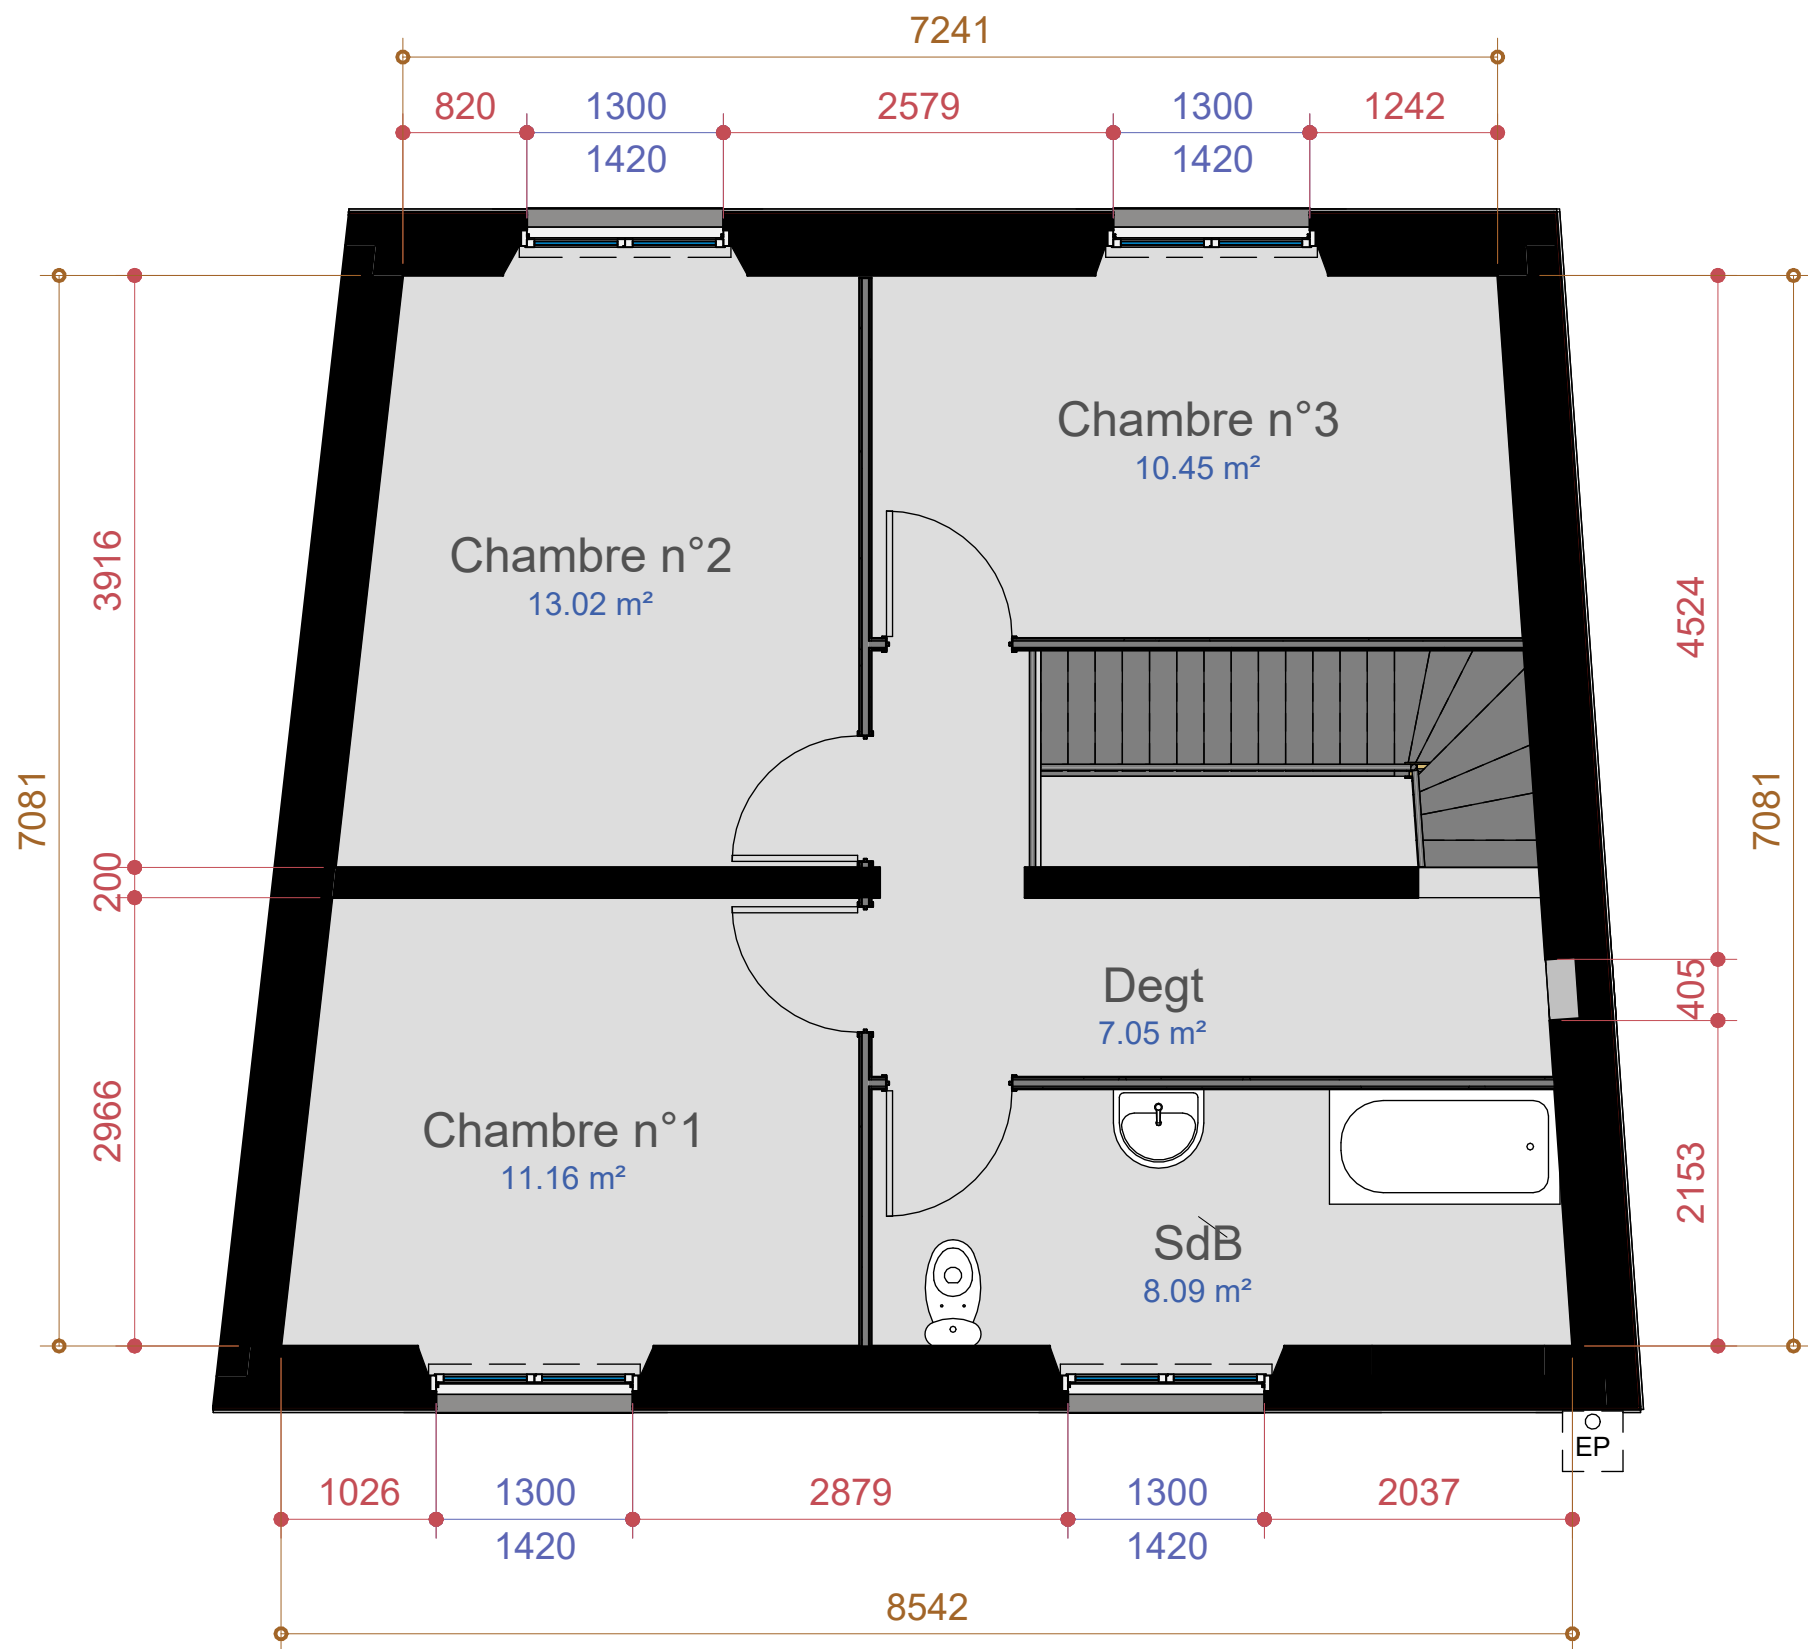 7241
820 1300 2579 1300 1242
1420 1420
Chambre n°3
10.45 m²
Chambre n°2
13.02 m²
3916
4524
7081
7081
200
Degt
7.05 m²
405
Chambre n°1
11.16 m²
2966
2153
SdB
8.09 m²
EP
1026 1300 2879 1300 2037
1420 1420
8542